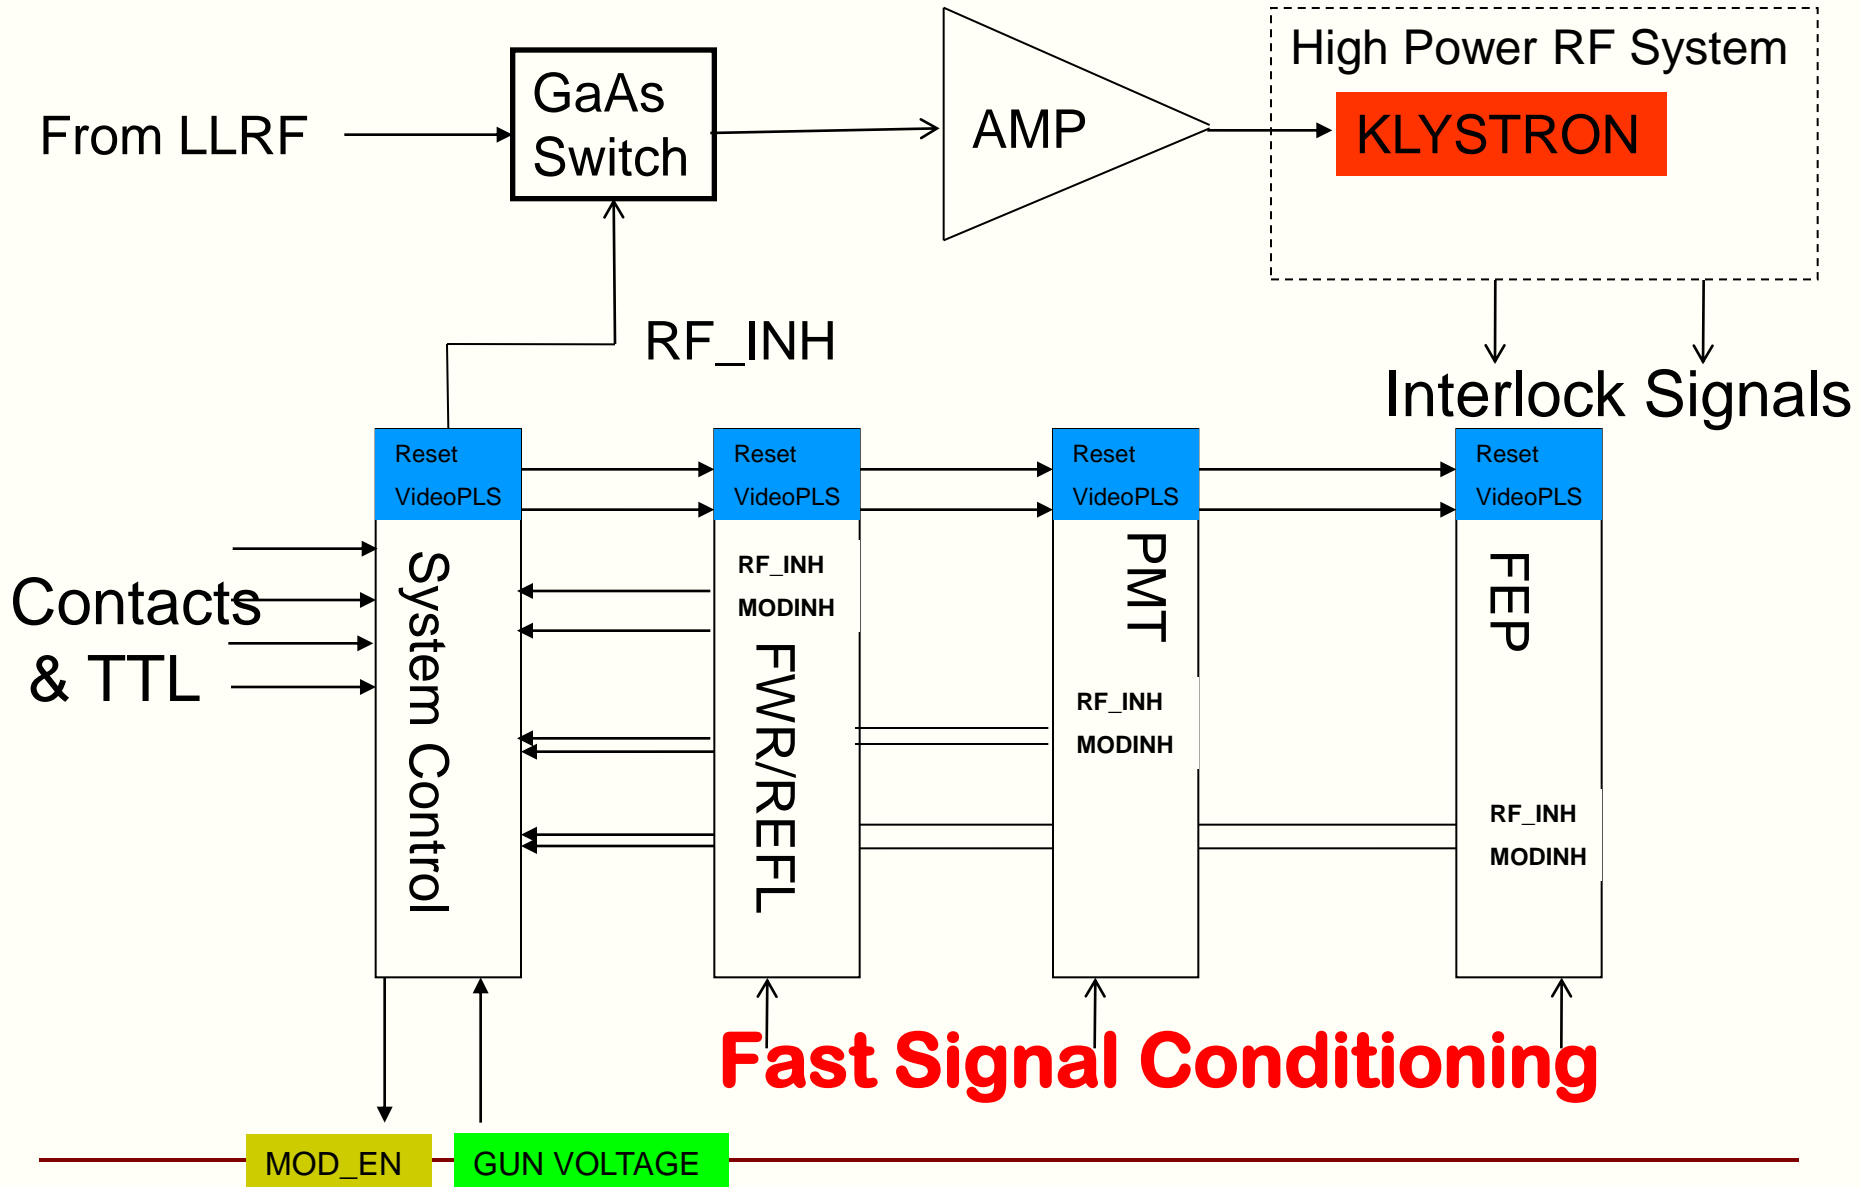 High Power RF System
GaAs
Switch
From LLRF
AMP
KLYSTRON
RF_INH
Interlock Signals
Reset
VideoPLS
Reset
VideoPLS
Reset
VideoPLS
Reset
VideoPLS
Contacts
& TTL
System Control
RF_INH
MODINH
FWR/REFL
PMT
RF_INH
MODINH
FEP
RF_INH
MODINH
Fast Signal Conditioning
MOD_EN
GUN VOLTAGE